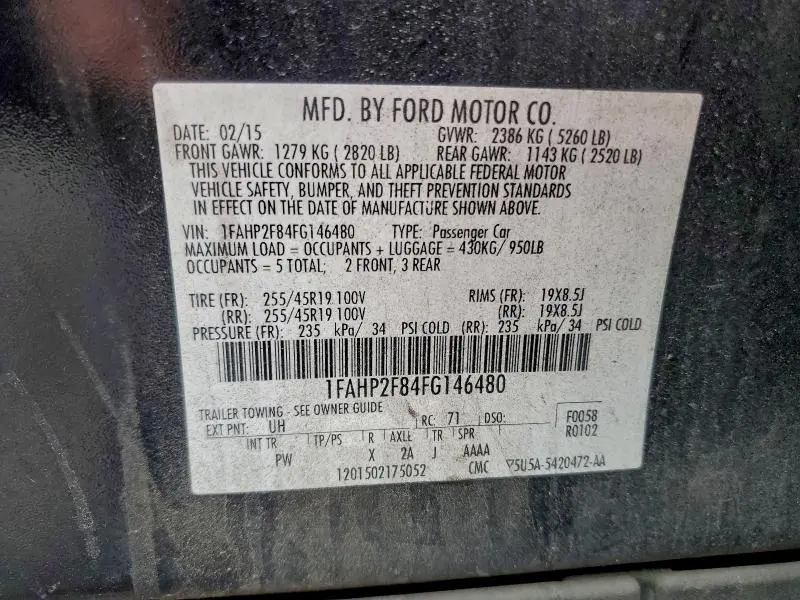 MFD. BY FORD MOTOR CO.
DATE: 02/15 GVWR: 2386 KG ( 5260 LB)
FRONT GAWR: 1279 KG ( 2820 LB) REAR GAWR: 1143 KG ( 2520 LB)
THIS VEHICLE CONFORMS TO ALL APPLICABLE FEDERAL MOTOR
VEHICLE SAFETY, BUMPER, AND THEFT PREVENTION STANDARDS
IN EFFECT ON THE DATE OF MANUFACTURE SHOWN ABOVE.
VIN: 1FAHP2F84FG146480 TYPE: Passenger Car
MAXIMUM LOAD = OCCUPANTS + LUGGAGE = 430KG/ 950LB
OCCUPANTS = 5 TOTAL; 2 FRONT, 3 REAR
TIRE (FR): 255/45R19 100V RIMS (FR): 19X8.5J
(RR): 255/45R19 100V (RR): 19X8.5J
PRESSURE (FR): 235 kPa/ 34 PSI COLD (RR): 235 kPa/ 34 PSI COLD
1FAHP2F84FG146480
TRAILER TOWING - SEE OWNER GUIDE
EXT PNT: UH RC: 71 DSO: F0058
R0102
INT TR TP/PS R AXLE TR SPR
PW X 2A J AAAA
1201502175052 CMC 5U5A-5420472-AA